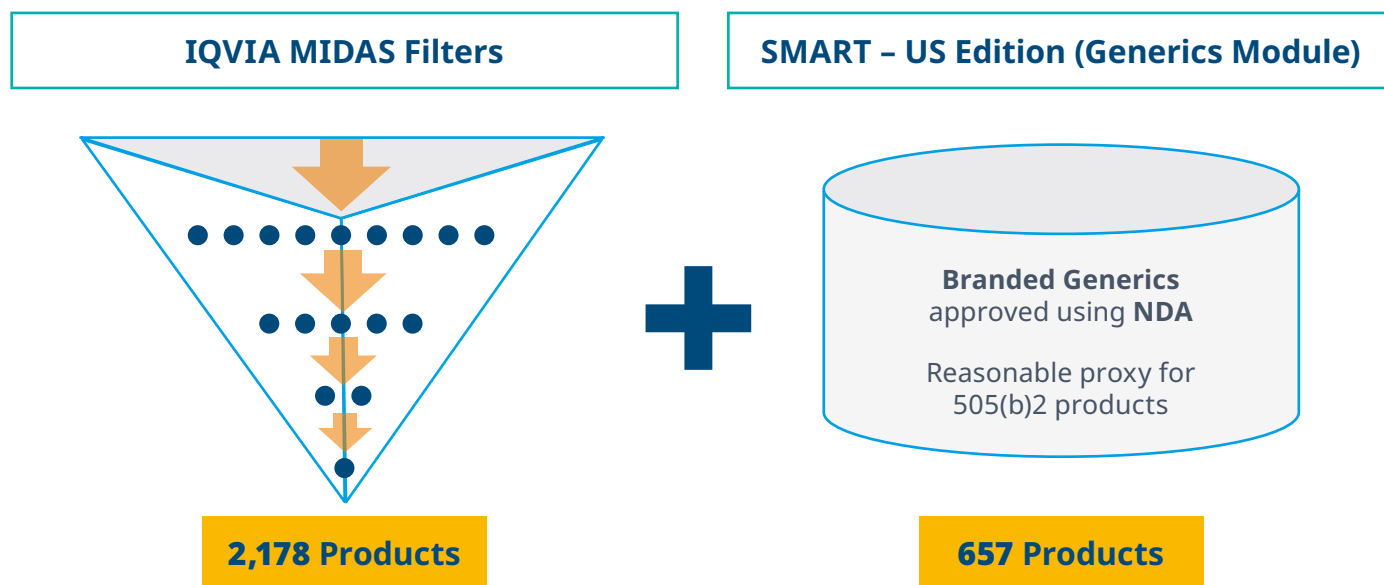 IQVIA MIDAS Filters
SMART – US Edition (Generics Module)
Branded Generics
approved using NDA
Reasonable proxy for
505(b)2 products
2,178 Products
657 Products